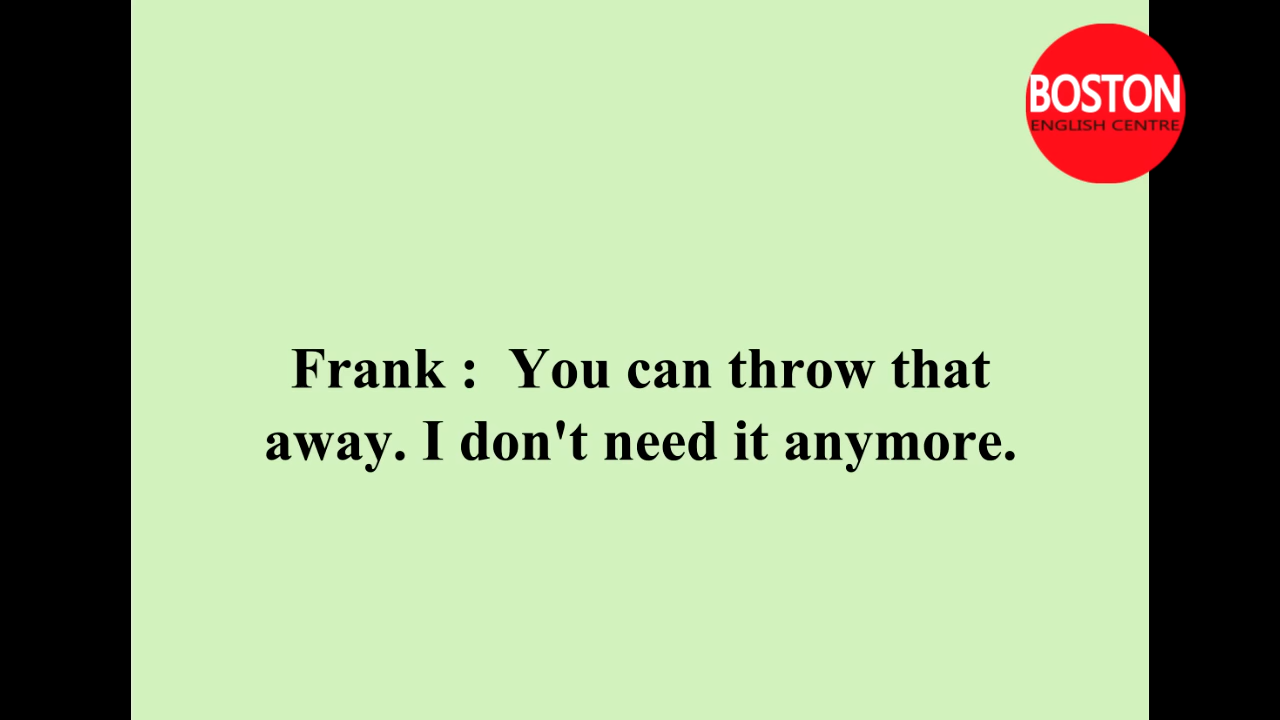 BOSTON
ENGLISH CENTRE
Frank :  You can throw that
away. I don't need it anymore.